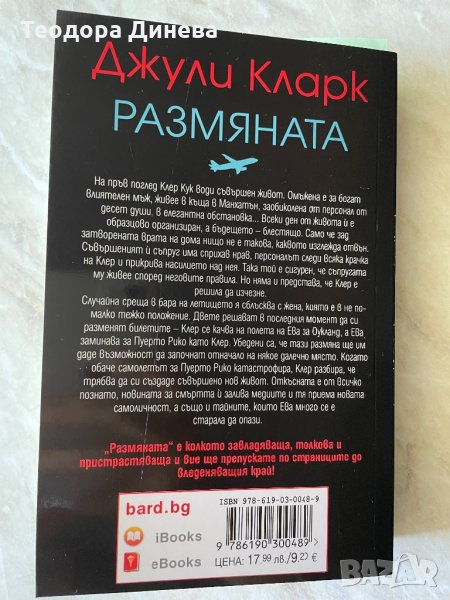 Теодора Динева
Джули Кларк
РАЗМЯНАТА
На пръв поглед Клер Кук води съвършен живот. Омъжена е за богат
влиятелен мъж, живее в къща в Манхатън, заобиколена от персонал от
десет души, в елегантна обстановка... Всеки ден от живота ѝ е
образцово организиран, а бъдещето – блестящо. Само че зад
затворената врата на дома нищо не е такова, каквото изглежда отвън.
Съвършеният ѝ съпруг има сприхав нрав, персоналът следи всяка крачка
на Клер и прикрива насилието над нея. Така той е сигурен, че съпругата
му живее според неговите правила. Но няма и представа, че Клер е
решила да изчезне.
Случайна среща в бара на летището я сблъсква с жена, която е в не по-
малко тежко положение. Двете решават в последния момент да си
разменят билетите – Клер се качва на полета на Ева за Оукланд, а Ева
заминава за Пуерто Рико като Клер. Убедени са, че тази размяна ще им
даде възможност да започнат отначало на някое далечно място. Когато
обаче самолетът за Пуерто Рико катастрофира, Клер разбира, че
трябва да си създаде съвършено нов живот. Откъсната е от всичко
познато, новината за смъртта ѝ залива медиите и тя приема новата
самоличност, а също и тайните, които Ева много се е
старала да опази.
„Размяната“ е колкото завладяваща, толкова и
пристрастяваща и вие ще препускате по страниците до
вледеняващия край!
bard.bg
iBooks
eBooks
ISBN 978-619-03-0048-9
9 786190 300489
ЦЕНА: 17,99 лв./9,20 €
BAZAR